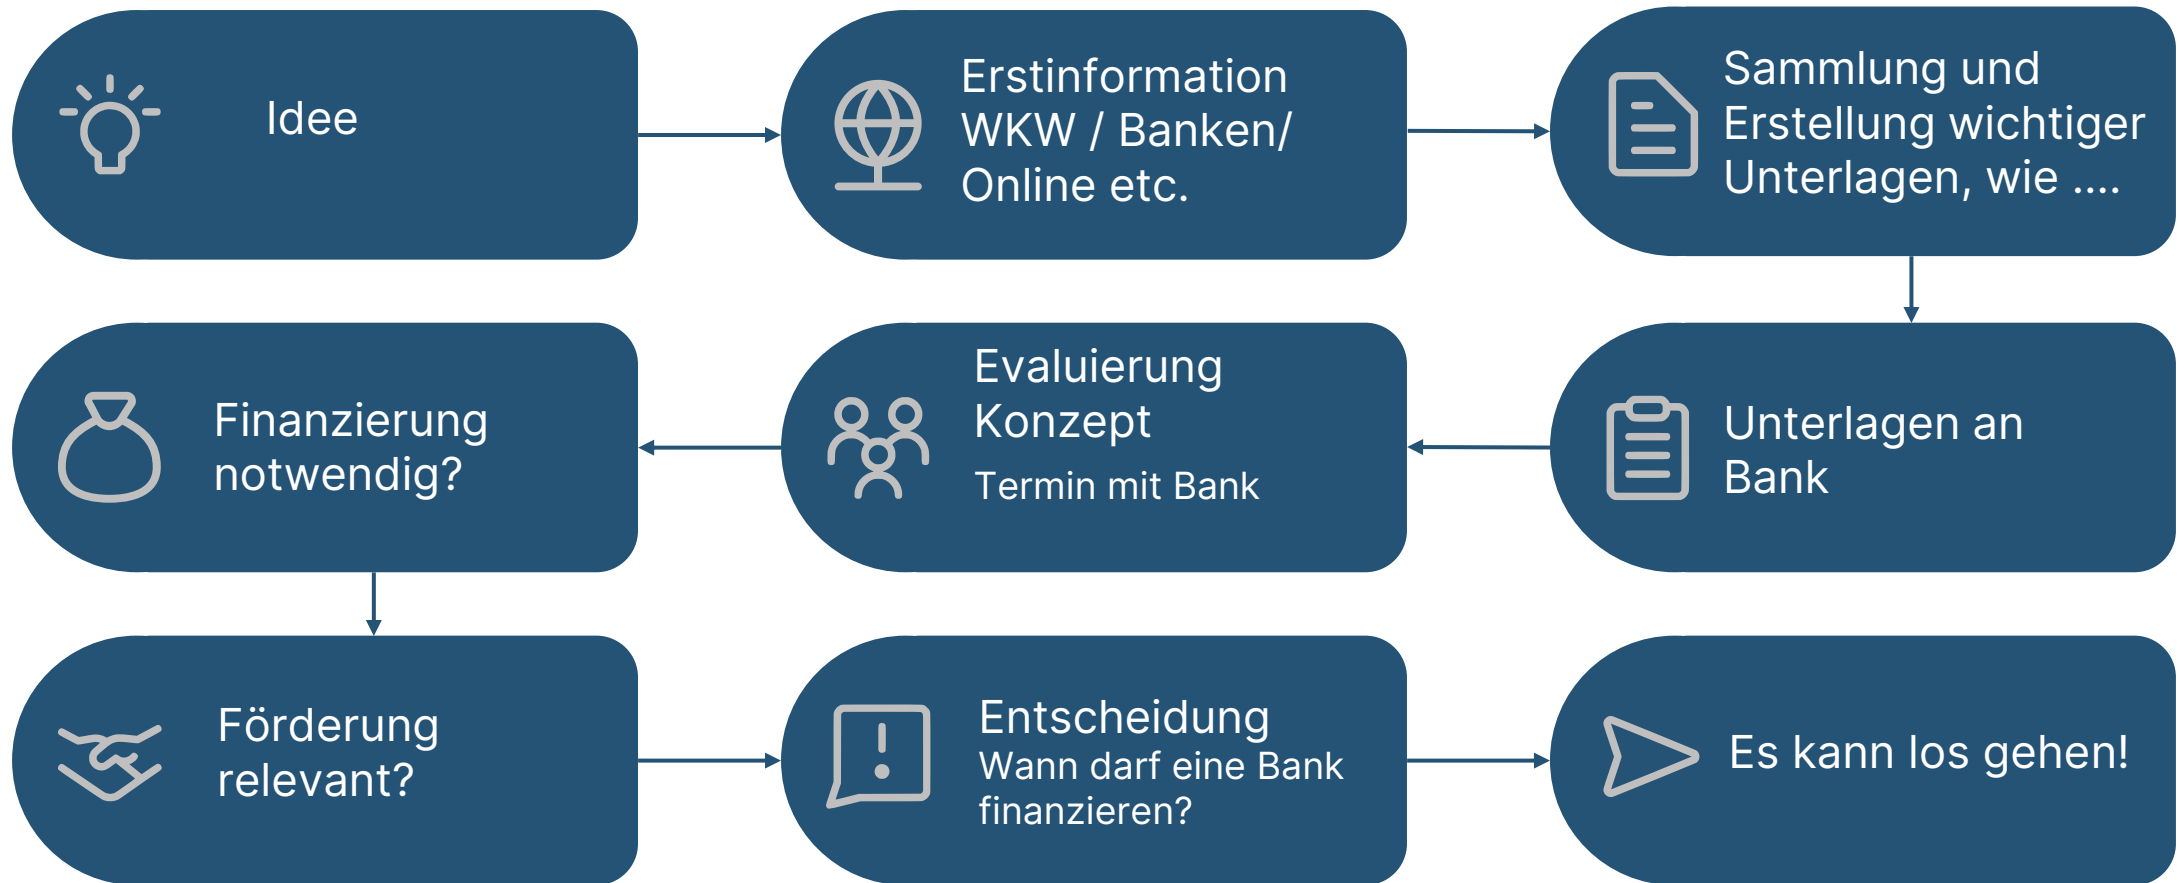 Idee
Erstinformation
WKW / Banken/
Online etc.
Sammlung und
Erstellung wichtiger
Unterlagen, wie ....
Unterlagen an
Bank
Evaluierung
Konzept
Termin mit Bank
Finanzierung
notwendig?
Förderung
relevant?
Entscheidung
Wann darf eine Bank
finanzieren?
Es kann los gehen!